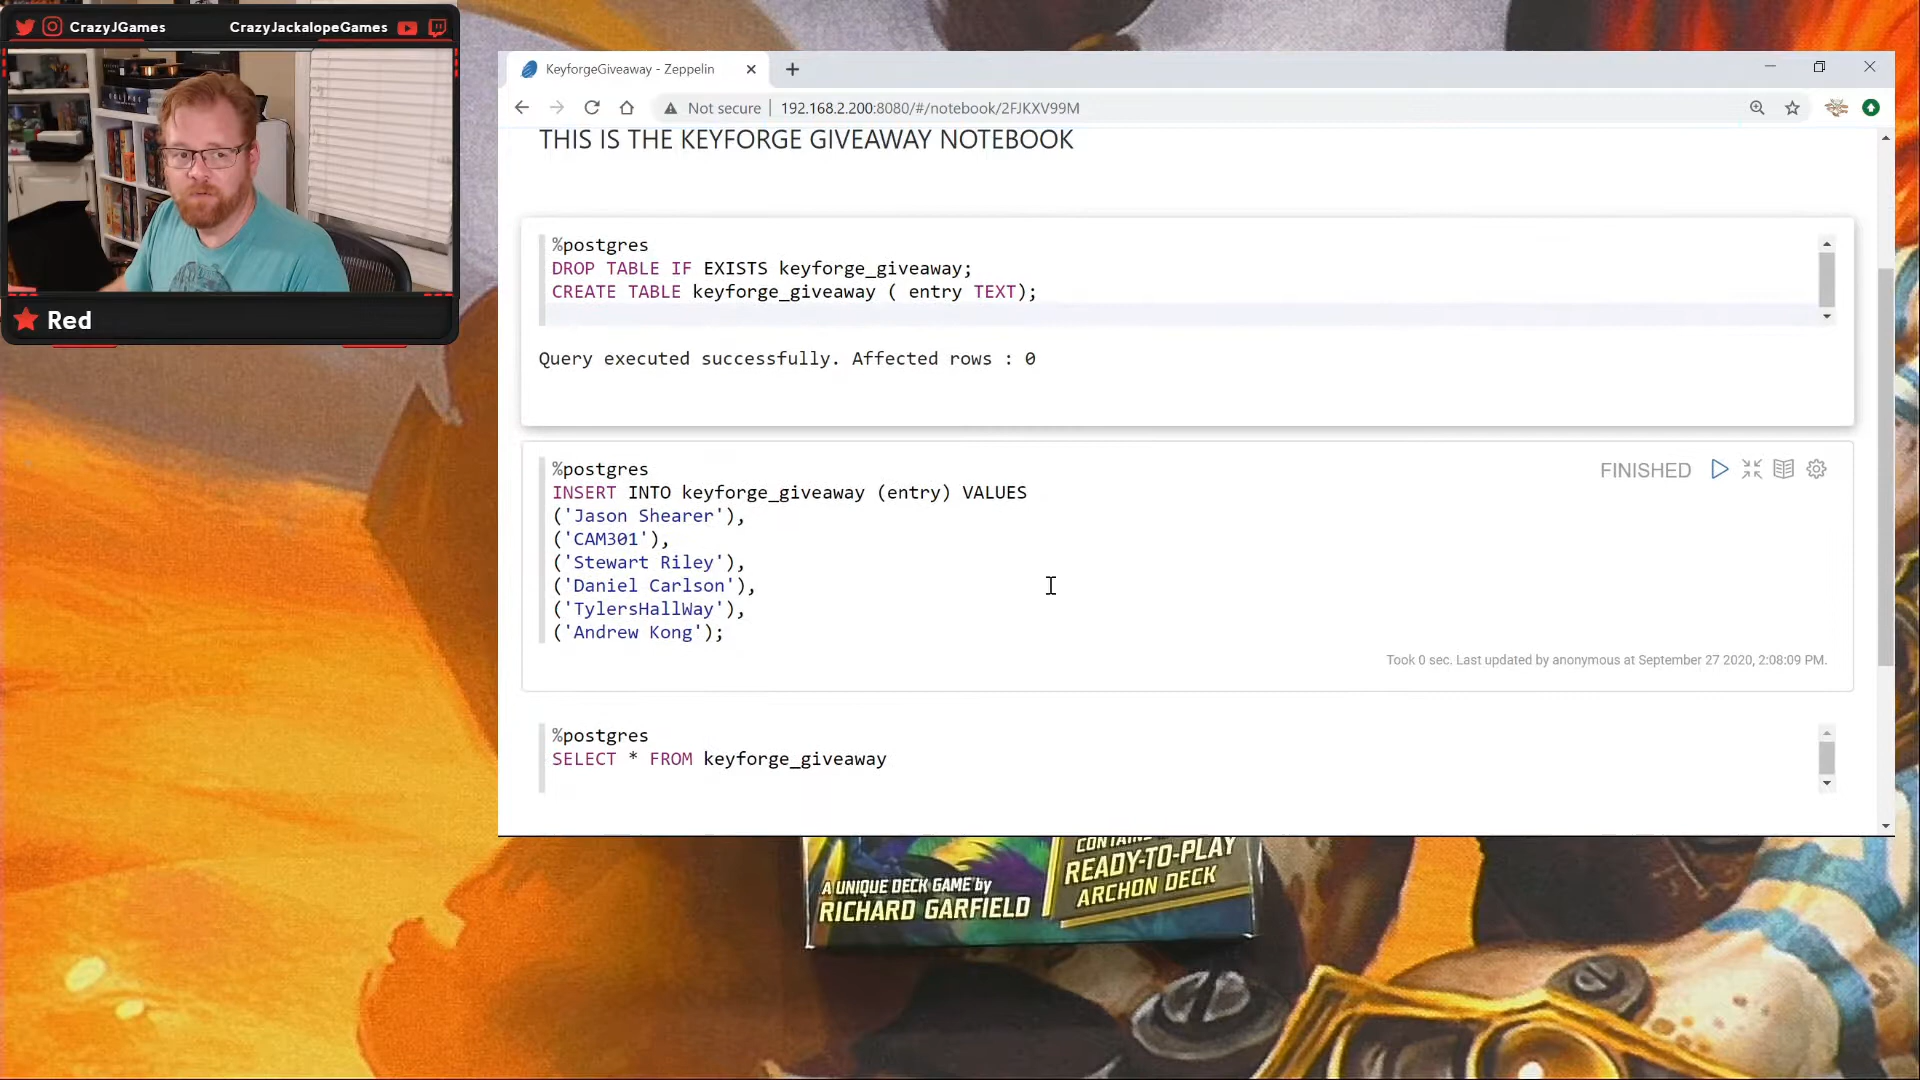 CrazyJGames
CrazyJackalopeGames
Red
KeyforgeGiveaway - Zeppelin
Not secure
192.168.2.200:8080/#/notebook/2FJKXV99M
THIS IS THE KEYFORGE GIVEAWAY NOTEBOOK
%postgres
DROP TABLE IF EXISTS keyforge_giveaway;
CREATE TABLE keyforge_giveaway ( entry TEXT);
Query executed successfully. Affected rows : 0
%postgres
INSERT INTO keyforge_giveaway (entry) VALUES
('Jason Shearer'),
('CAM301'),
('Stewart Riley'),
('Daniel Carlson'),
('TylersHallWay'),
('Andrew Kong');
FINISHED
Took 0 sec. Last updated by anonymous at September 27 2020, 2:08:09 PM.
%postgres
SELECT * FROM keyforge_giveaway
A UNIQUE DECK GAME by
RICHARD GARFIELD
READY-TO-PLAY
ARCHON DECK